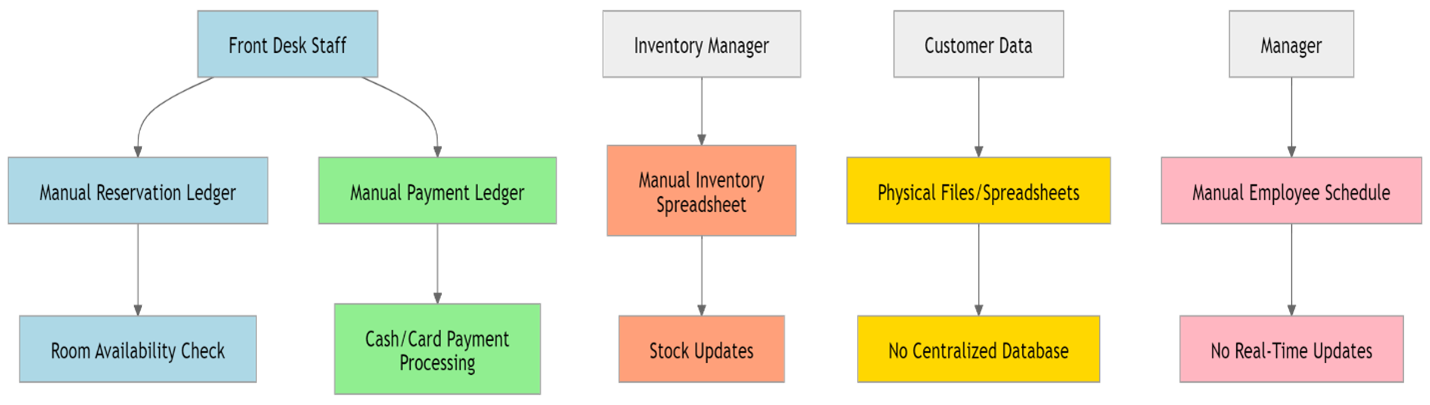 Front Desk Staff
Inventory Manager
Customer Data
Manager
Manual Reservation Ledger
Manual Payment Ledger
Manual Inventory
Spreadsheet
Physical Files/Spreadsheets
Manual Employee Schedule
Room Availability Check
Cash/Card Payment
Processing
Stock Updates
No Centralized Database
No Real-Time Updates